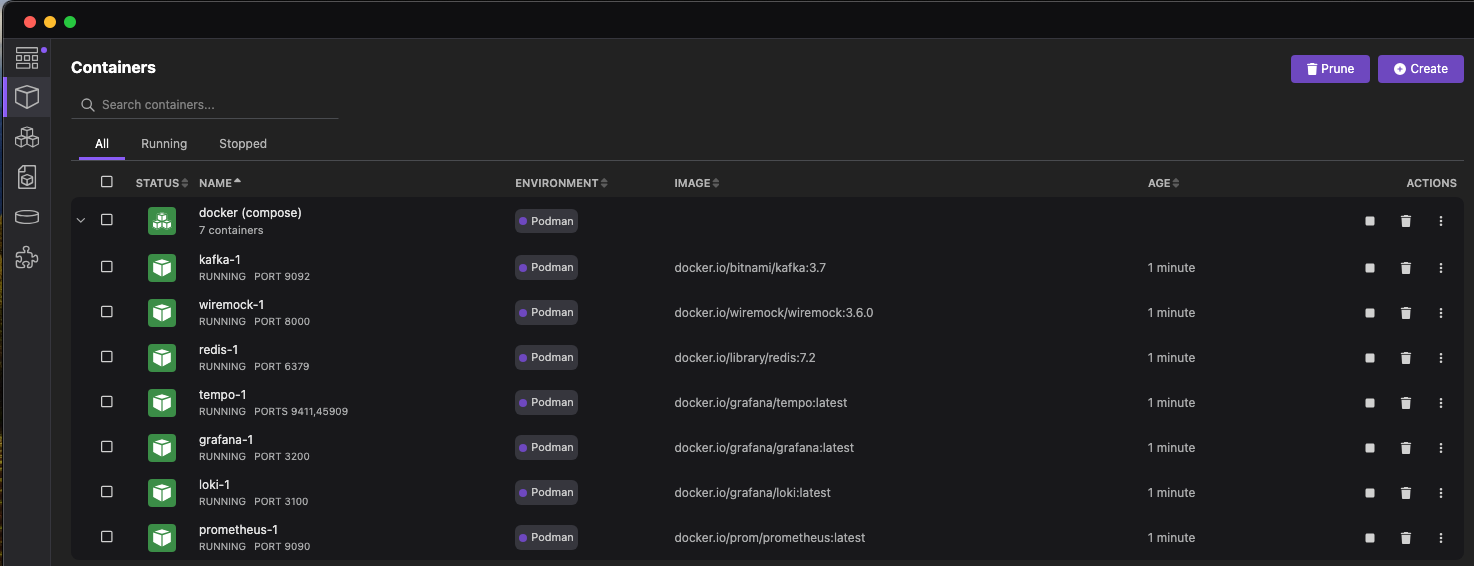 Containers
Prune
Create
Search containers...
All Running Stopped
STATUS NAME ENVIRONMENT IMAGE AGE ACTIONS
docker (compose)
7 containers
Podman
kafka-1
RUNNING PORT 9092
Podman
docker.io/bitnami/kafka:3.7
1 minute
wiremock-1
RUNNING PORT 8000
Podman
docker.io/wiremock/wiremock:3.6.0
1 minute
redis-1
RUNNING PORT 6379
Podman
docker.io/library/redis:7.2
1 minute
tempo-1
RUNNING PORTS 9411,45909
Podman
docker.io/grafana/tempo:latest
1 minute
grafana-1
RUNNING PORT 3200
Podman
docker.io/grafana/grafana:latest
1 minute
loki-1
RUNNING PORT 3100
Podman
docker.io/grafana/loki:latest
1 minute
prometheus-1
RUNNING PORT 9090
Podman
docker.io/prom/prometheus:latest
1 minute